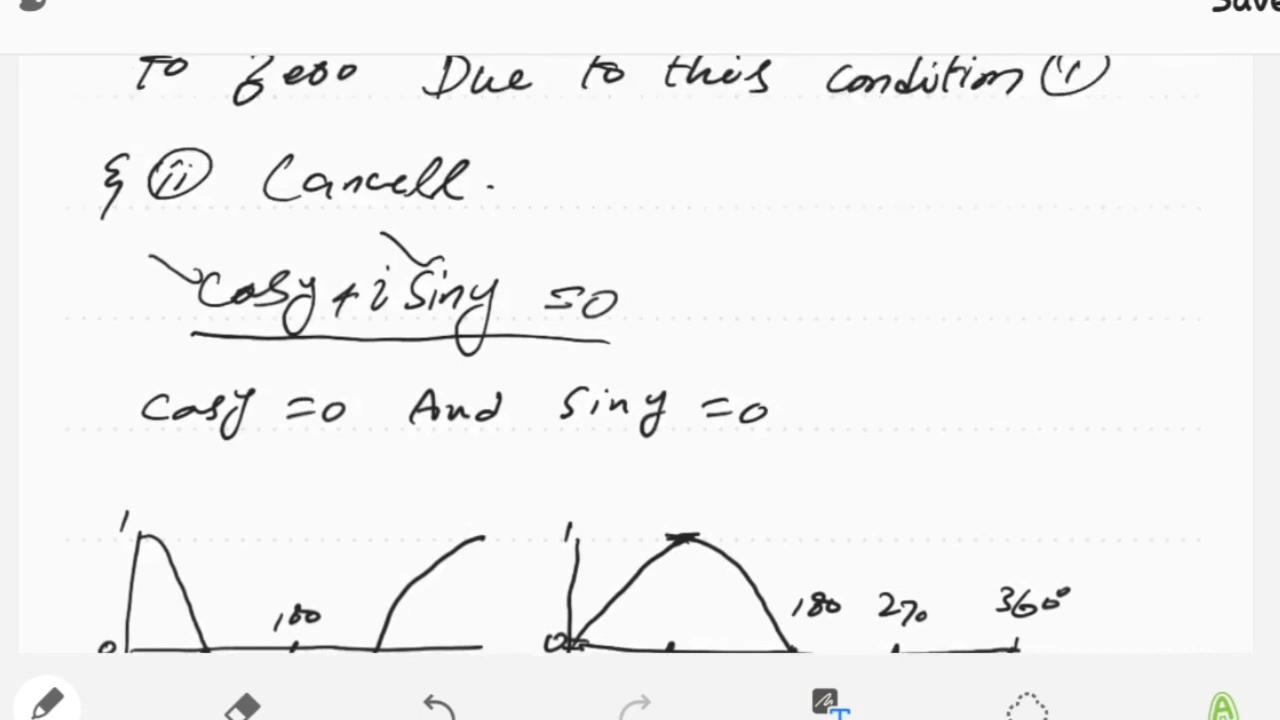 Save
To Zero Due to this condition (i)
& (ii) Cancell.
cosy + i siny = 0
cosy = 0 And siny = 0
1 1
180 180 270 360°
0 0
T
A